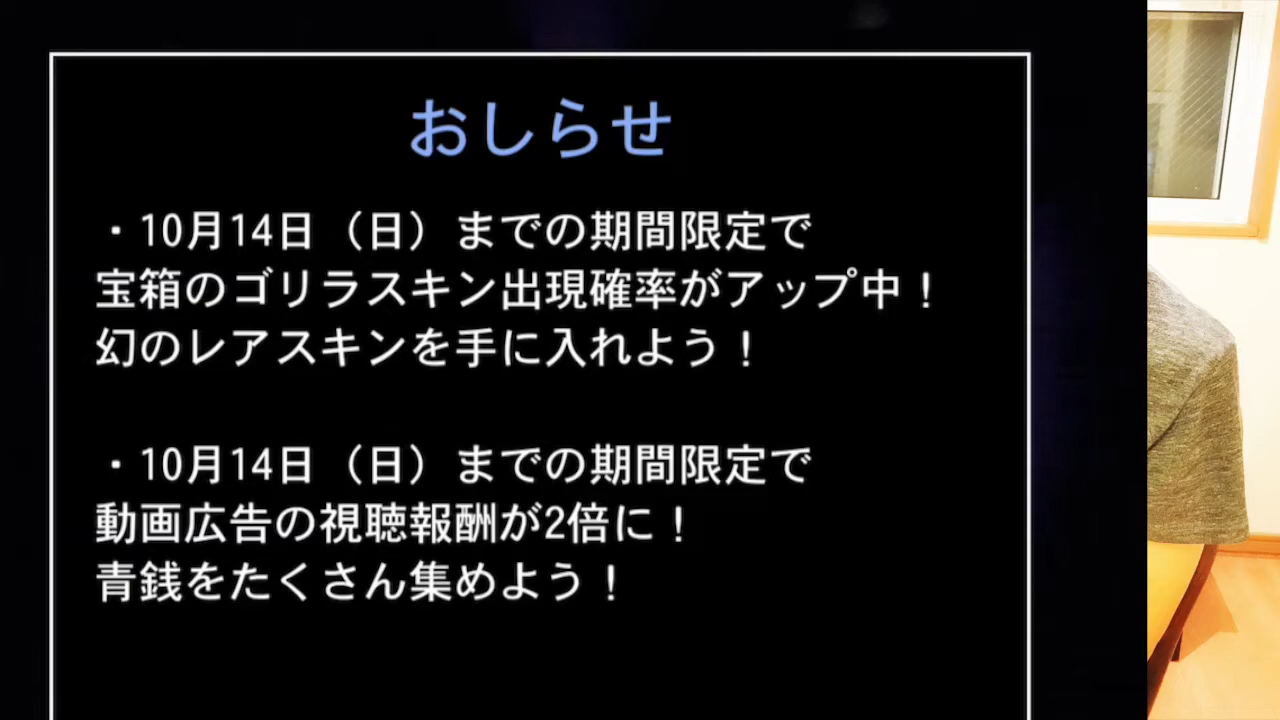 おしらせ
・10月14日（日）までの期間限定で
宝箱のゴリラスキン出現確率がアップ中！
幻のレアスキンを手に入れよう！
・10月14日（日）までの期間限定で
動画広告の視聴報酬が2倍に！
青銭をたくさん集めよう！